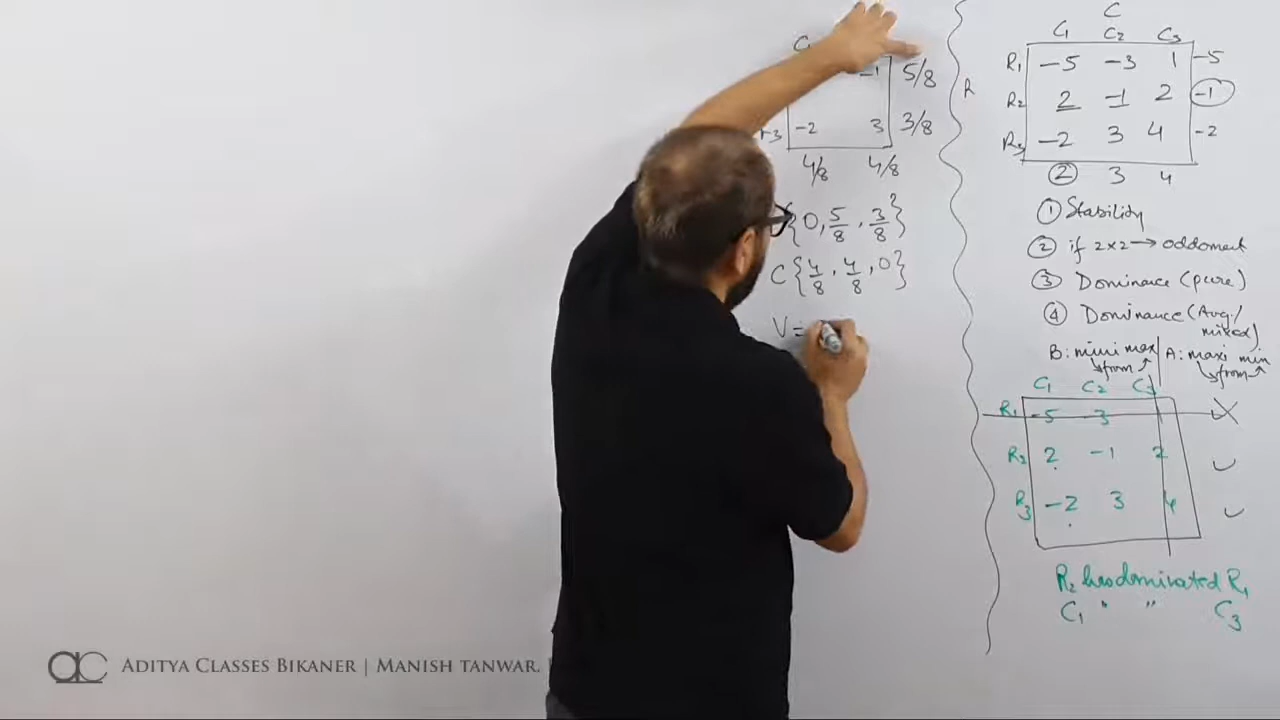 C₁
-1 5/8
r₃ -2 3 3/8
4/8 4/8
{0, 5/8, 3/8}
C{4/8, 4/8, 0}
V=
C
C₁ C₂ C₃
R₁ -5 -3 1 -5
R R₂ 2 -1 2 -1
R₃ -2 3 4 -2
2 3 4
① Stability
② if 2x2 → oddoment
③ Dominance (pure)
④ Dominance (Avg/
mixed)
B: mini max A: maxi min
from from
C₁ C₂ C₃
R₁ -5 -3 X
R₂ 2 -1 2
R₃ -2 3 4
R₂ has dominated R₁
C₁ " " C₃
ac ADITYA CLASSES BIKANER | MANISH TANWAR.